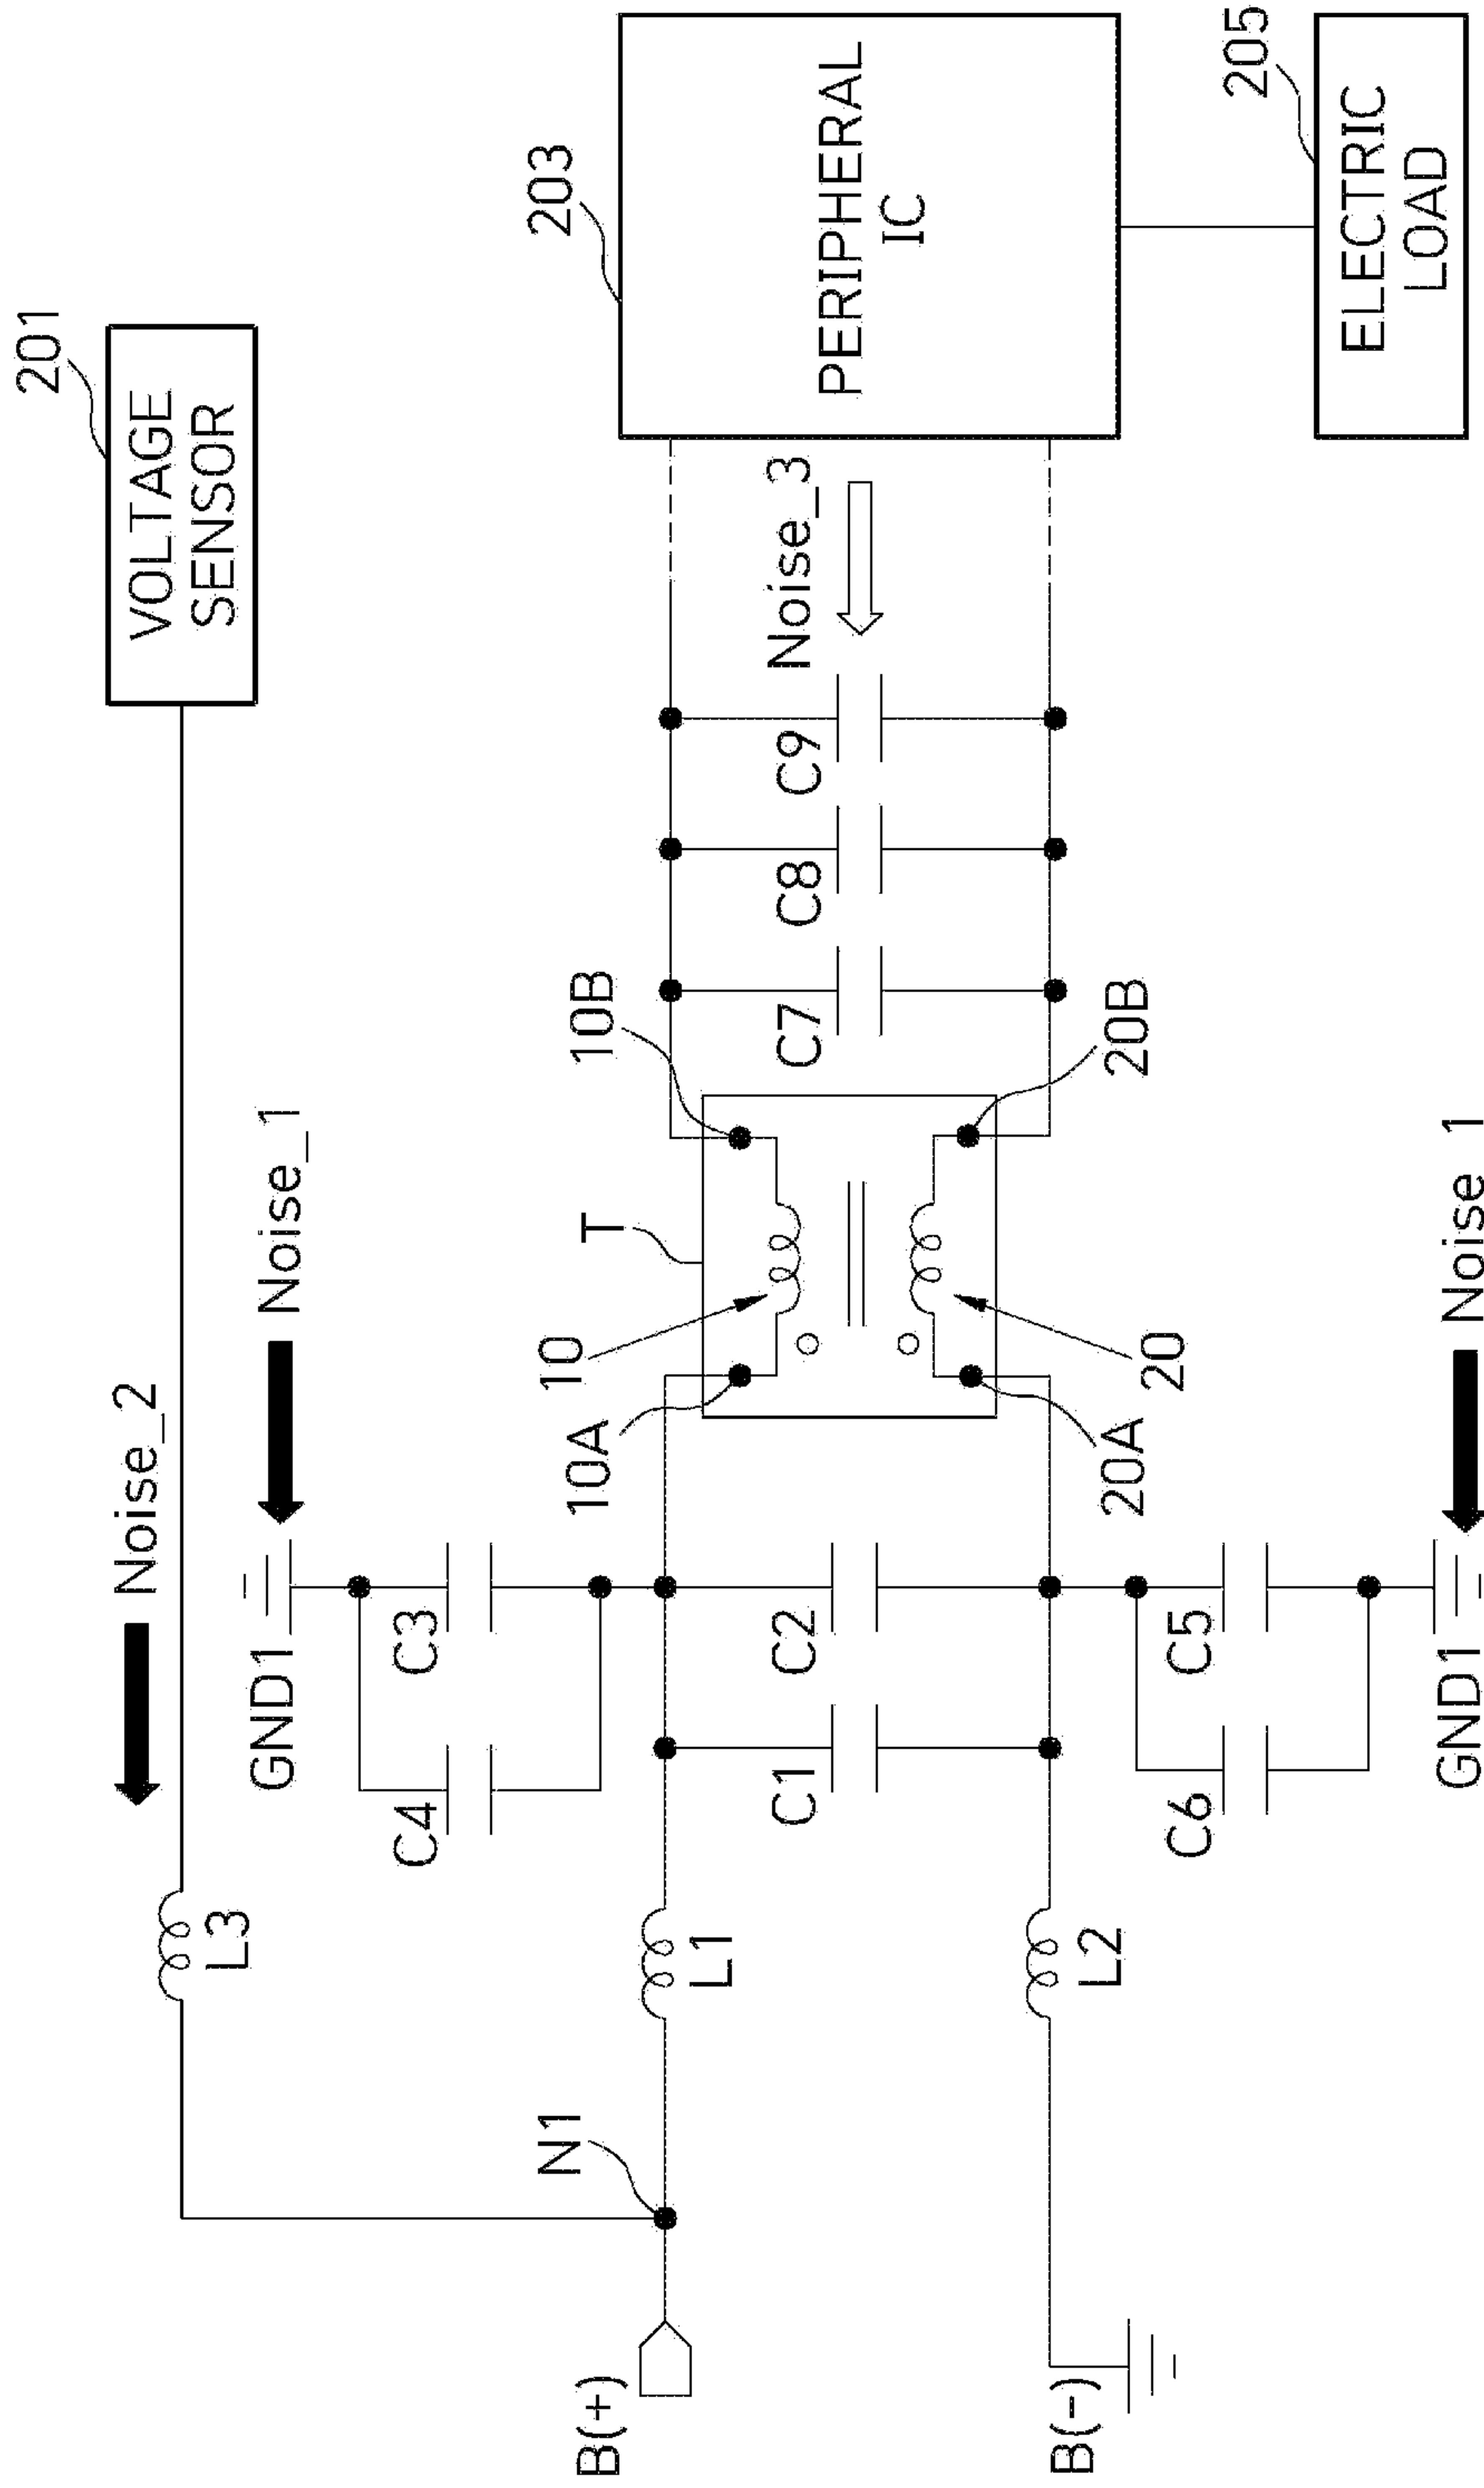 201
VOLTAGE
SENSOR
Noise_2
Noise_1
L3
GND1
C4
C3
203
PERIPHERAL
IC
N1
10A
10
T
10B
B(+)
L1
C1
C2
C7
C8
C9
Noise_3
B(-)
L2
20A
20
20B
C6
C5
205
ELECTRIC
LOAD
GND1
Noise_1